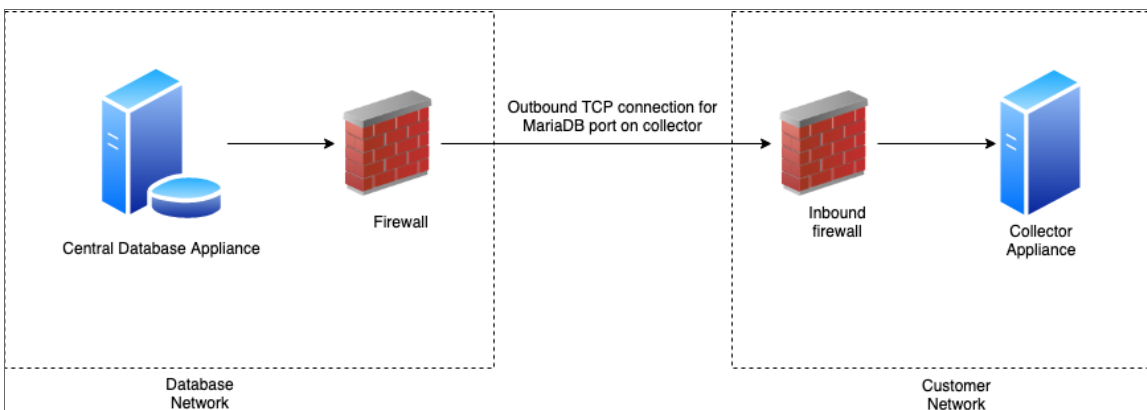 Outbound TCP connection for
MariaDB port on collector
Central Database Appliance
Firewall
Inbound
firewall
Collector
Appliance
Database
Network
Customer
Network